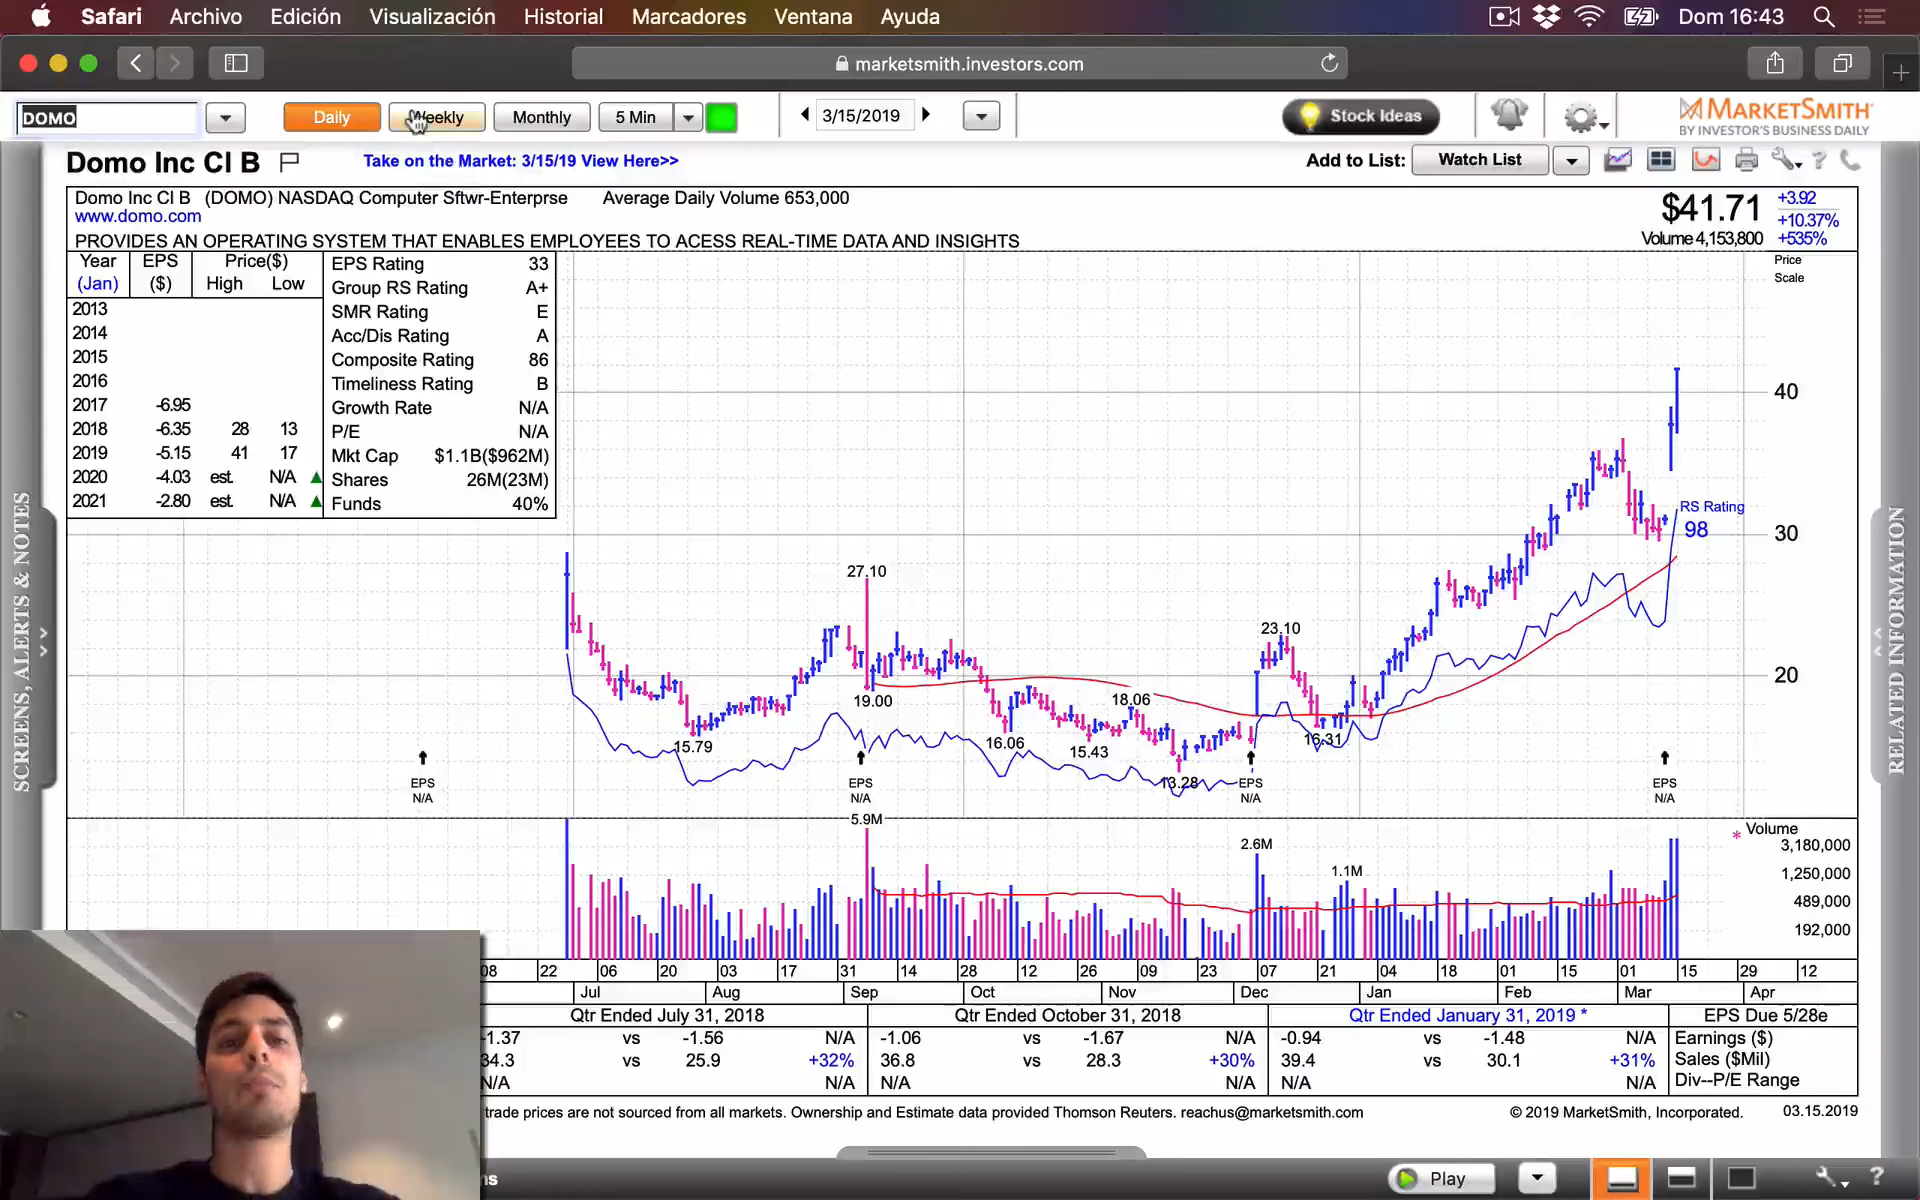 Safari Archivo Edición Visualización Historial Marcadores Ventana Ayuda Dom 16:43
marketsmith.investors.com
DOMO Daily Weekly Monthly 5 Min 3/15/2019 Stock Ideas MARKETSMITH
BY INVESTOR'S BUSINESS DAILY
Domo Inc Cl B Take on the Market: 3/15/19 View Here>> Add to List: Watch List
Domo Inc Cl B (DOMO) NASDAQ Computer Sftwr-Enterprse Average Daily Volume 653,000
www.domo.com
PROVIDES AN OPERATING SYSTEM THAT ENABLES EMPLOYEES TO ACESS REAL-TIME DATA AND INSIGHTS
$41.71 +3.92
+10.37%
Volume 4,153,800 +535%
Year EPS Price($)
(Jan) ($) High Low
2013
2014
2015
2016
2017 -6.95
2018 -6.35 28 13
2019 -5.15 41 17
2020 -4.03 est. N/A
2021 -2.80 est. N/A
EPS Rating 33
Group RS Rating A+
SMR Rating E
Acc/Dis Rating A
Composite Rating 86
Timeliness Rating B
Growth Rate N/A
P/E N/A
Mkt Cap $1.1B($962M)
Shares 26M(23M)
Funds 40%
Price
Scale
40
30
20
RS Rating
98
27.10
23.10
19.00
18.06
15.79
16.06
15.43
16.31
13.28
EPS EPS EPS EPS
N/A N/A N/A N/A
5.9M
2.6M
1.1M
* Volume
3,180,000
1,250,000
489,000
192,000
08 22 06 20 03 17 31 14 28 12 26 09 23 07 21 04 18 01 15 01 15 29 12
Jul Aug Sep Oct Nov Dec Jan Feb Mar Apr
Qtr Ended July 31, 2018 Qtr Ended October 31, 2018 Qtr Ended January 31, 2019 * EPS Due 5/28e
-1.37 vs -1.56 N/A -1.06 vs -1.67 N/A -0.94 vs -1.48 N/A Earnings ($)
34.3 vs 25.9 +32% 36.8 vs 28.3 +30% 39.4 vs 30.1 +31% Sales ($Mil)
N/A N/A N/A N/A N/A N/A Div--P/E Range
trade prices are not sourced from all markets. Ownership and Estimate data provided Thomson Reuters. reachus@marketsmith.com © 2019 MarketSmith, Incorporated. 03.15.2019
SCREENS, ALERTS & NOTES
RELATED INFORMATION
ns Play